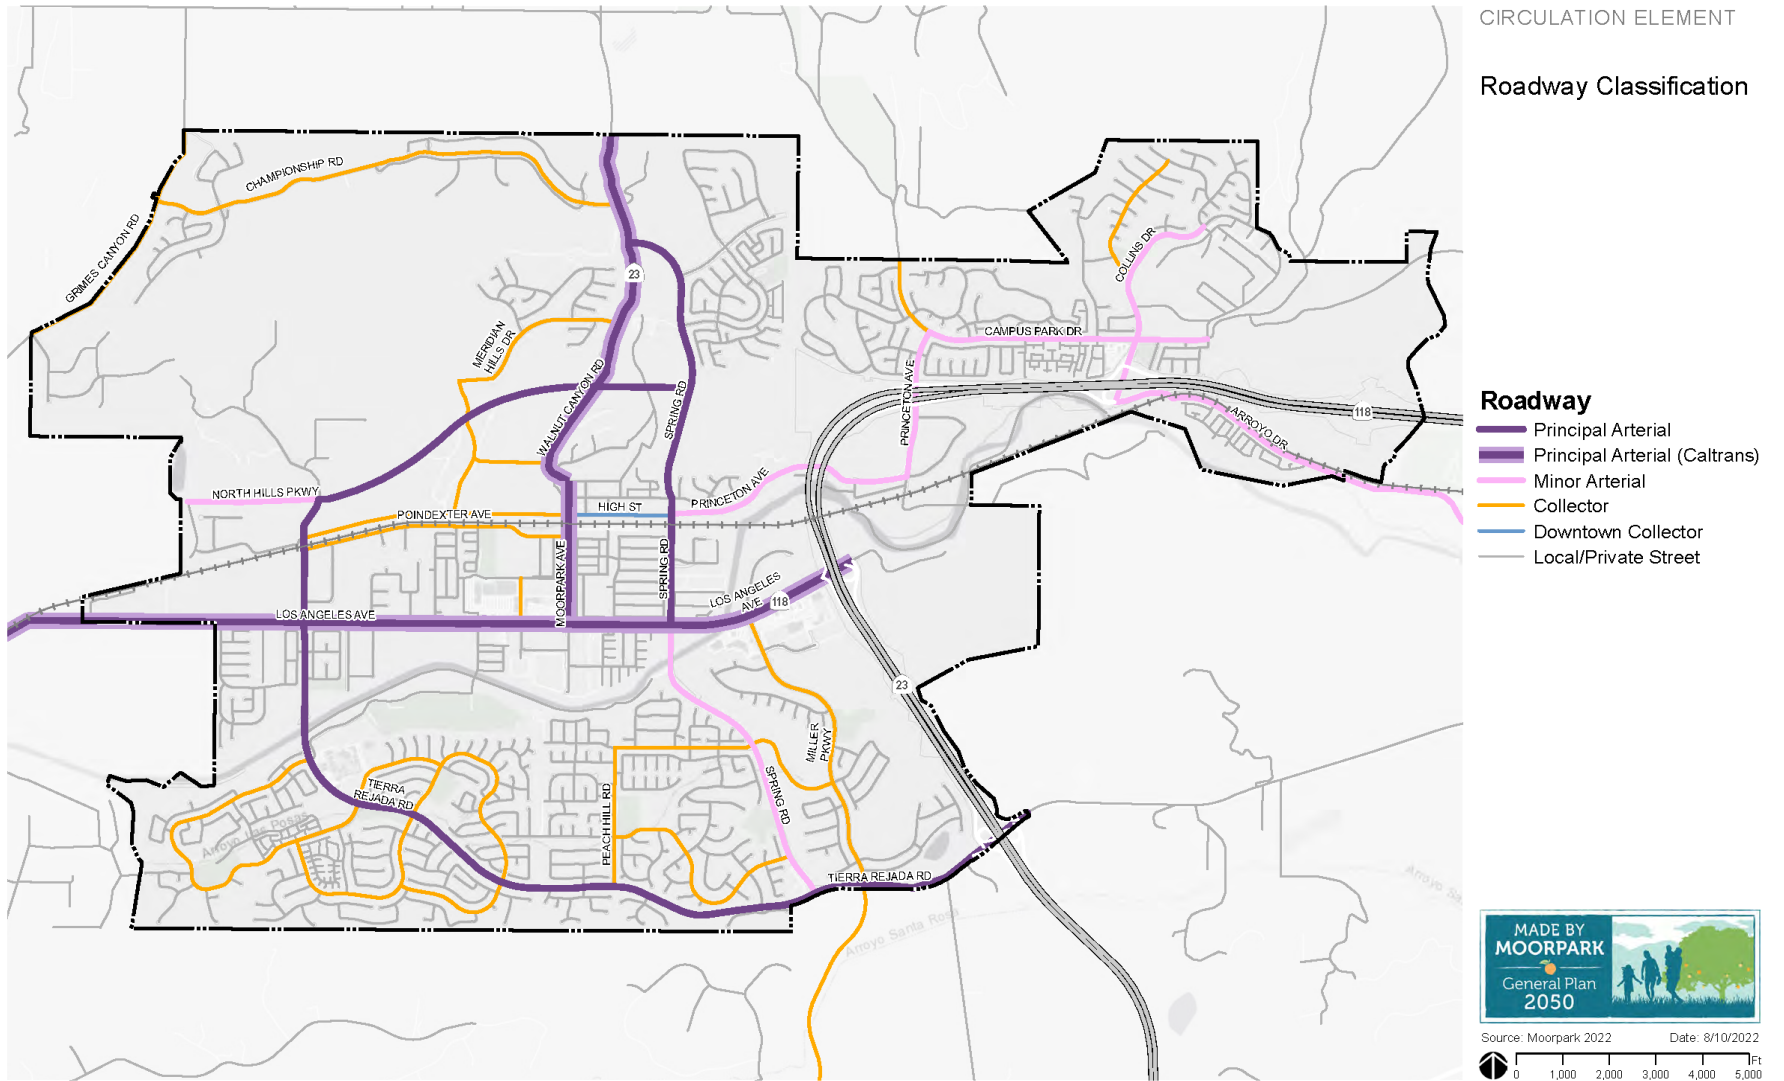 CIRCULATION ELEMENT
Roadway Classification
CHAMPIONSHIP RD
GRIMES CANYON RD
23
COLLINS DR
MERIDIAN
HILLS DR
CAMPUS PARK DR
WALNUT CANYON RD
SPRING RD
PRINCETON AVE
118
ARROYO DR
NORTH HILLS PKWY
PRINCETON AVE
POINDEXTER AVE
HIGH ST
MOORPARK AVE
SPRING RD
LOS ANGELES
AVE
118
LOS ANGELES AVE
23
MILLER
PKWY
TIERRA
REJADA RD
SPRING RD
PEACH HILL RD
Arroyo Las Posas
TIERRA REJADA RD
Arroyo Santa Rosa
Arroyo Sa
Roadway
Principal Arterial
Principal Arterial (Caltrans)
Minor Arterial
Collector
Downtown Collector
Local/Private Street
MADE BY
MOORPARK
General Plan
2050
Source: Moorpark 2022 Date: 8/10/2022
Ft
0 1,000 2,000 3,000 4,000 5,000